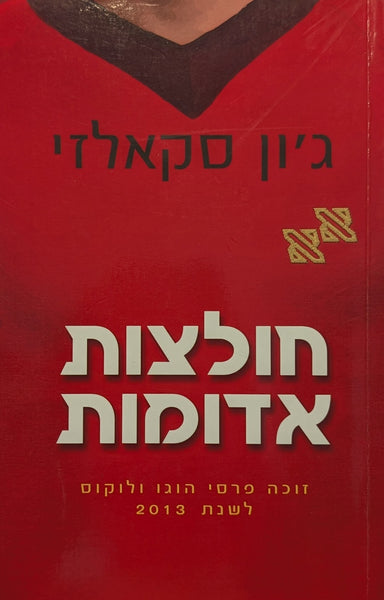 ג'ון סקאלזי
א א
חולצות
אדומות
זוכה פרסי הוגו ולוקוס
לשנת 2013